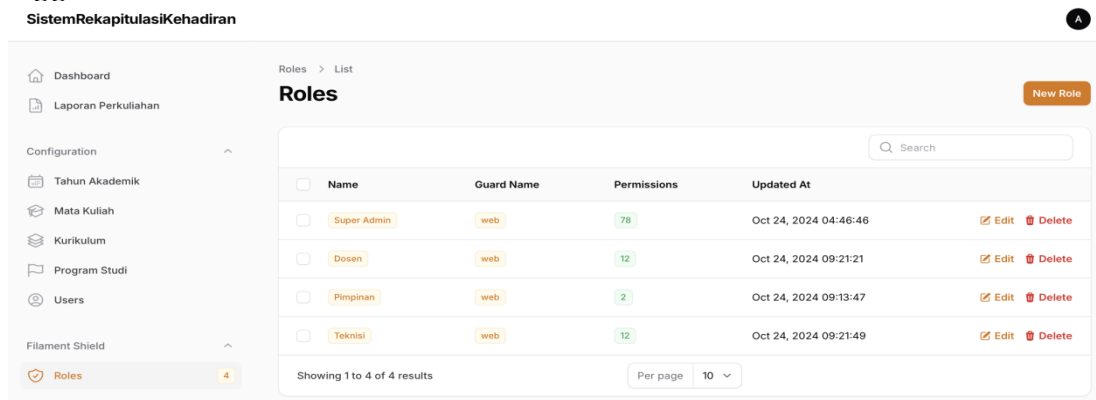 SistemRekapitulasiKehadiran
A
Dashboard
Laporan Perkuliahan
Configuration
Tahun Akademik
Mata Kuliah
Kurikulum
Program Studi
Users
Filament Shield
Roles 4
Roles > List
Roles
New Role
Search
Name Guard Name Permissions Updated At
Super Admin web 78 Oct 24, 2024 04:46:46 Edit Delete
Dosen web 12 Oct 24, 2024 09:21:21 Edit Delete
Pimpinan web 2 Oct 24, 2024 09:13:47 Edit Delete
Teknisi web 12 Oct 24, 2024 09:21:49 Edit Delete
Showing 1 to 4 of 4 results Per page 10